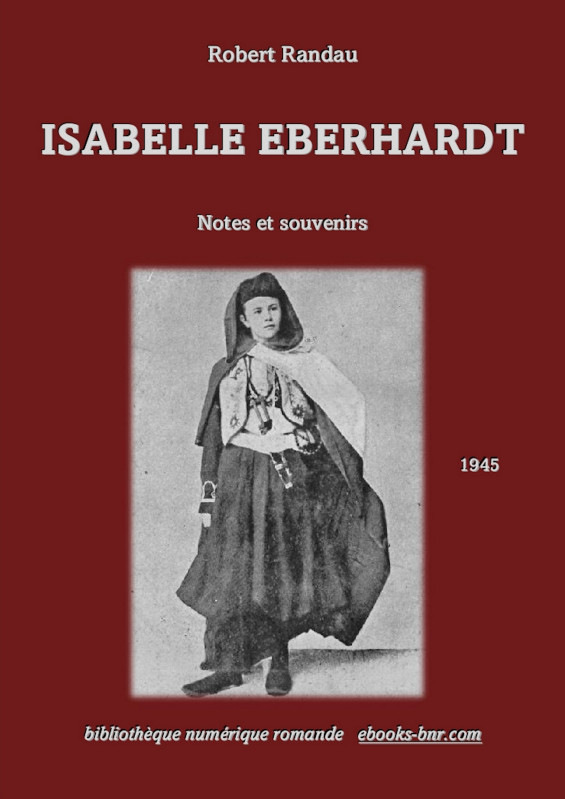 Robert Randau
ISABELLE EBERHARDT
Notes et souvenirs
1945
bibliothèque numérique romande ebooks-bnr.com